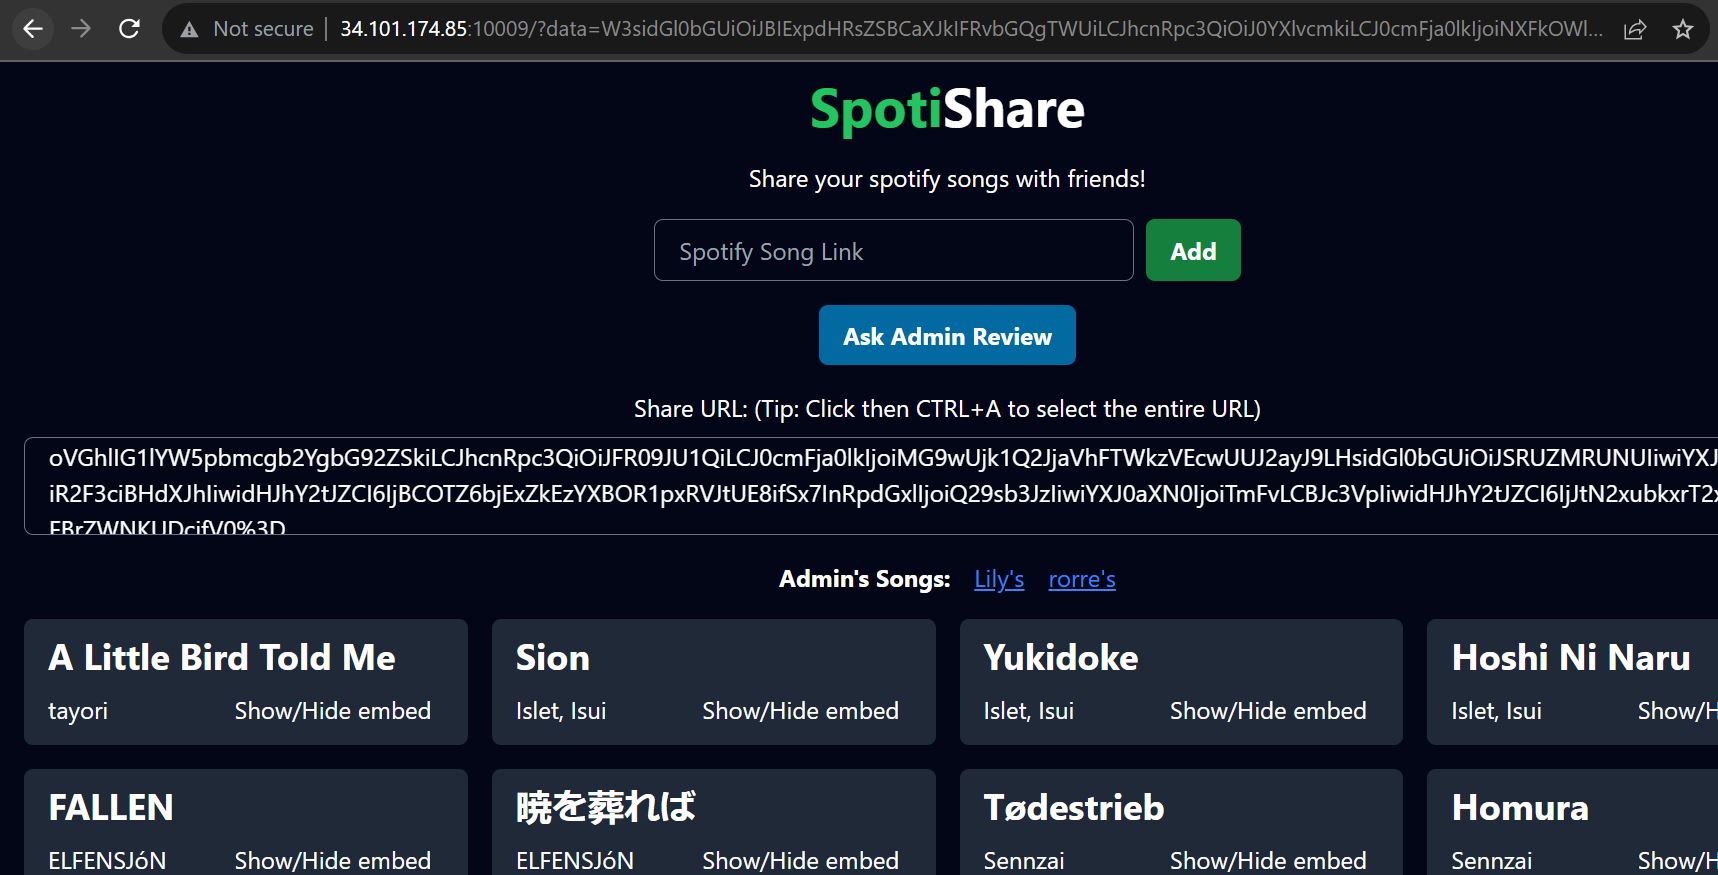 Not secure | 34.101.174.85:10009/?data=W3sidGl0bGUiOiJBIExpdHRsZSBCaXJkIFRvbGQgTWUiLCJhcnRpc3QiOiJ0YXlvcmkiLCJ0cmFja0lkIjoiNXFkOWl...
SpotiShare
Share your spotify songs with friends!
Spotify Song Link Add
Ask Admin Review
Share URL: (Tip: Click then CTRL+A to select the entire URL)
oVGhlIG1lYW5pbmcgb2YgbG92ZSkiLCJhcnRpc3QiOiJFR09JU1QiLCJ0cmFja0lkIjoiMG9wUjk1Q2JjaVhFTWkzVEcwUUJ2ayJ9LHsidGl0bGUiOiJSRUZMRUNUIiwiYXJ
iR2F3ciBHdXJhIiwidHJhY2tJZCI6IjBCOTZ6bjExZkEzYXBOR1pxRVJtUE8ifSx7InRpdGxlIjoiQ29sb3JzIiwiYXJ0aXN0IjoiTmFvLCBJc3VpIiwidHJhY2tJZCI6IjJtN2xubkxrT2x
FBrZWNKUDcifV0%3D
Admin's Songs: Lily's rorre's
A Little Bird Told Me Sion Yukidoke Hoshi Ni Naru
tayori Show/Hide embed Islet, Isui Show/Hide embed Islet, Isui Show/Hide embed Islet, Isui Show/H
FALLEN 暁を葬れば Tødestrieb Homura
ELFENSJóN Show/Hide embed ELFENSJóN Show/Hide embed Sennzai Show/Hide embed Sennzai Show/H